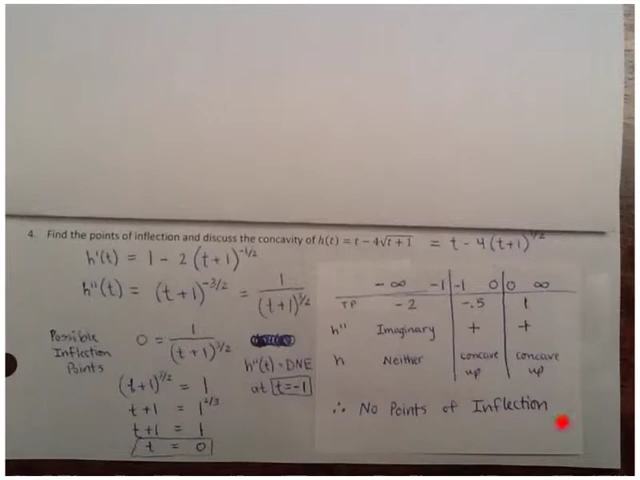 4. Find the points of inflection and discuss the concavity of h(t) = t − 4√t + 1 = t - 4(t+1)^1/2
h'(t) = 1 - 2(t+1)^-1/2
h"(t) = (t+1)^-3/2 = 1/(t+1)^3/2
Possible Inflection Points
0 = 1/(t+1)^3/2
(t+1)^3/2 = 1
t+1 = 1^2/3
t+1 = 1
t = 0
h"(t) = DNE
at t=-1
-∞ -1 | -1 0 | 0 ∞
TP -2 -.5 1
h" Imaginary + +
h Neither concave up concave up
∴ No Points of Inflection